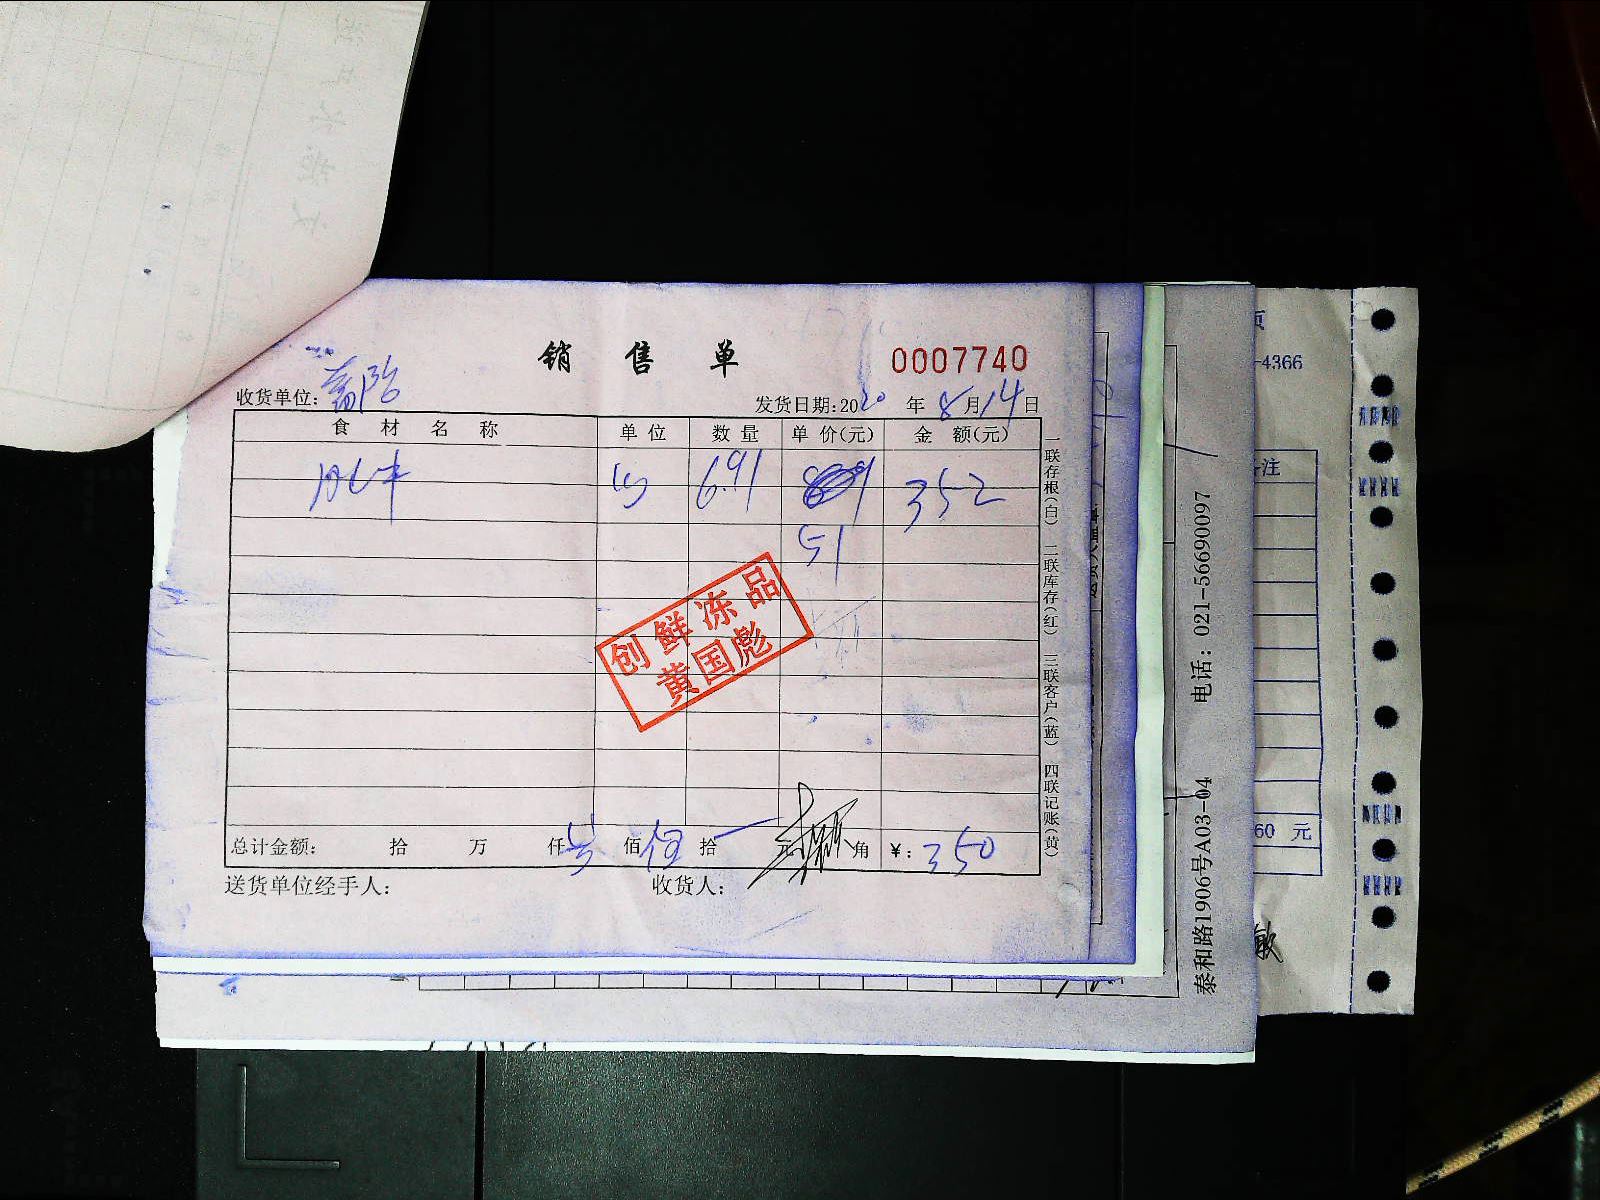 销 售 单 0007740
收货单位: 发货日期:2020 年 8月14日
食 材 名 称 单 位 数 量 单 价(元) 金 额(元)
6.91 352
51
创鲜冻品
黄国彪
总计金额: 拾 万 仟 佰 拾 元 角 ¥: 350
送货单位经手人: 收货人:
一联存根(白) 二联库存(红) 三联客户(蓝) 四联记账(黄)
泰和路1906号A03-04 电话: 021-56690097
-4366
注
60 元
敏